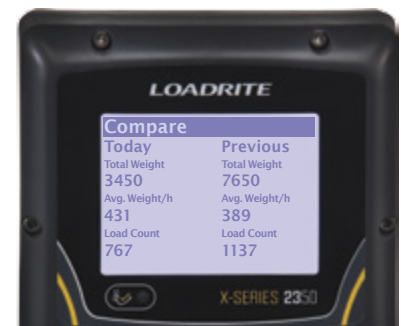 LOADRITE
Compare
Today Previous
Total Weight Total Weight
3450 7650
Avg. Weight/h Avg. Weight/h
431 389
Load Count Load Count
767 1137
X-SERIES 2350